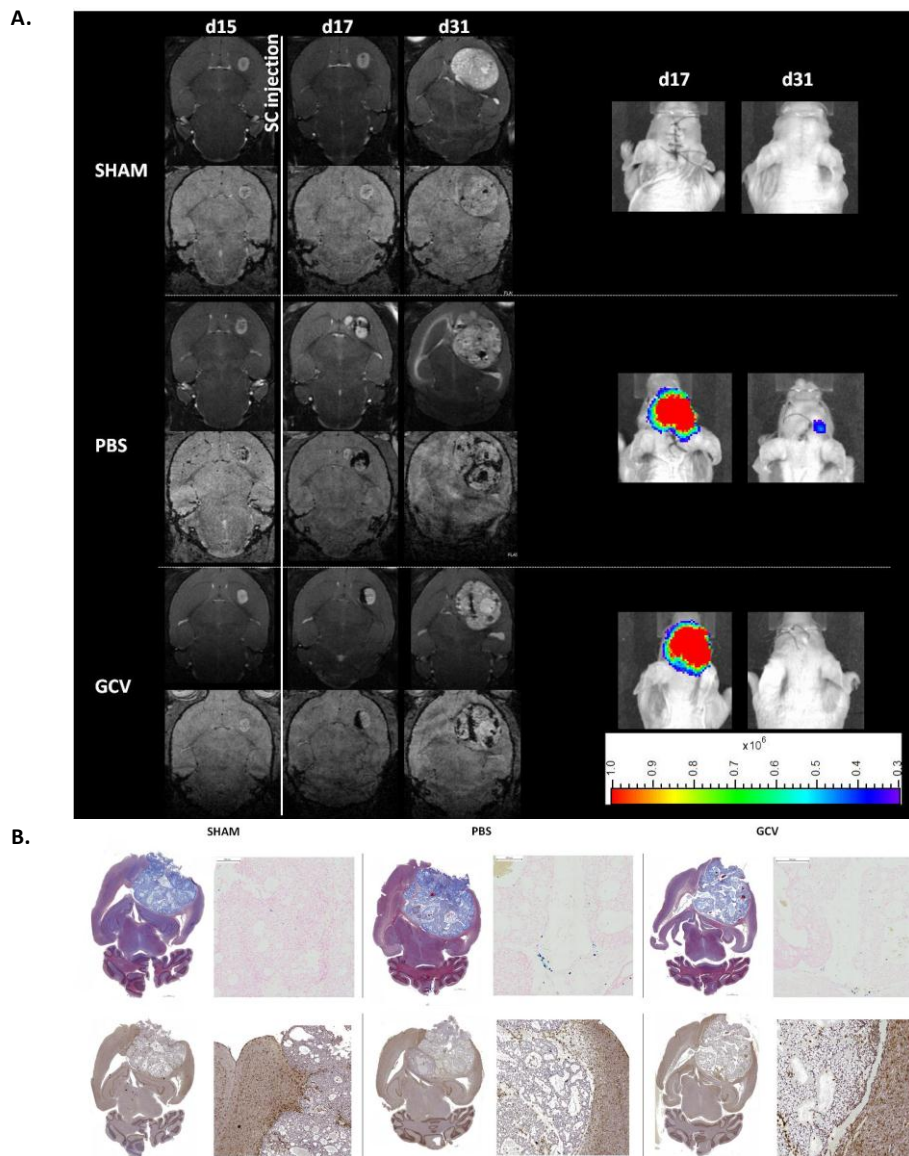 A.
d15
d17
d31
SC injection
d17
d31
SHAM
PBS
GCV
x10⁶
1.0
0.9
0.8
0.7
0.6
0.5
0.4
0.3
B.
SHAM
PBS
GCV